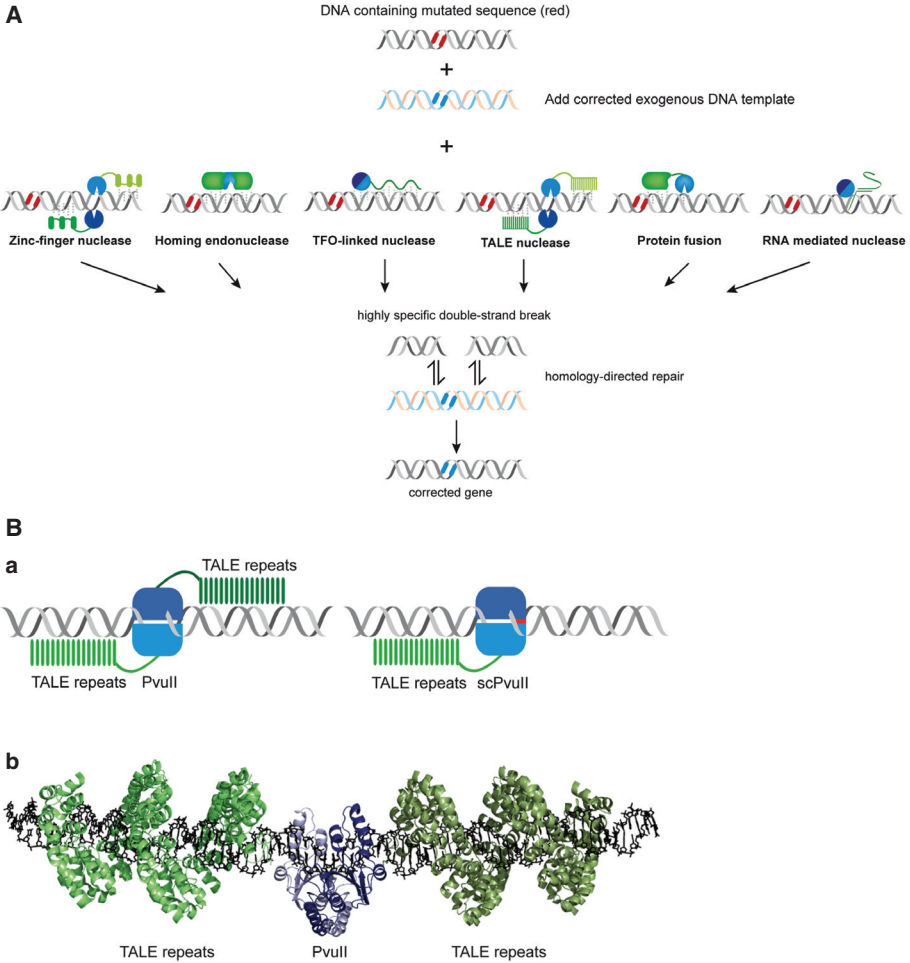 A
DNA containing mutated sequence (red)
+
Add corrected exogenous DNA template
+
Zinc-finger nuclease
Homing endonuclease
TFO-linked nuclease
TALE nuclease
Protein fusion
RNA mediated nuclease
highly specific double-strand break
homology-directed repair
corrected gene
B
a
TALE repeats
TALE repeats PvuII
TALE repeats scPvuII
b
TALE repeats
PvuII
TALE repeats